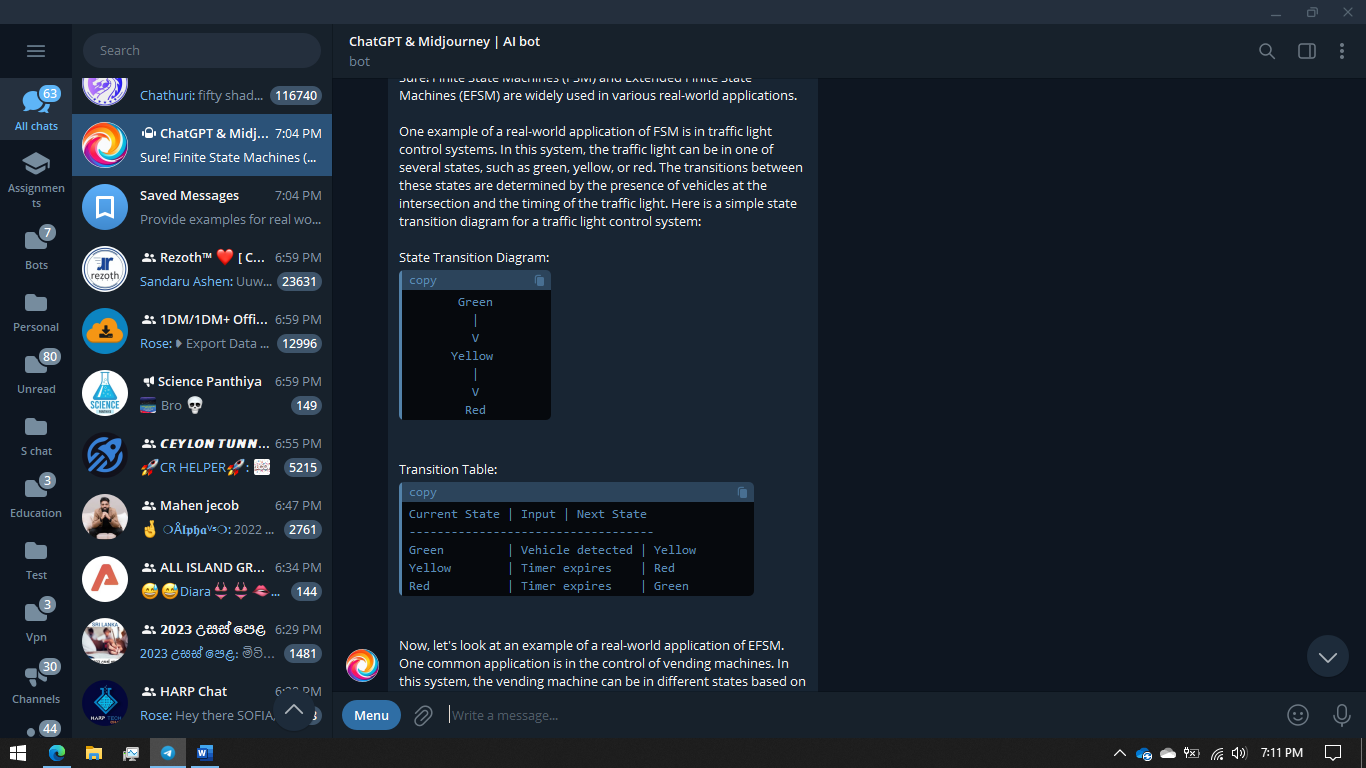 ChatGPT & Midjourney | AI bot
bot
Search
63
All chats
Assignmen
ts
7
Bots
Personal
80
Unread
S chat
3
Education
Test
3
Vpn
30
Channels
44
Chathuri: fifty shad... 116740
ChatGPT & Midj... 7:04 PM
Sure! Finite State Machines (...
Saved Messages 7:04 PM
Provide examples for real wo...
Rezoth™ ❤️ [ C... 6:59 PM
Sandaru Ashen: Uuw... 23631
rezoth
1DM/1DM+ Offi... 6:59 PM
Rose: Export Data ... 12996
Science Panthiya 6:59 PM
Bro 💀 149
SCIENCE
CEYLON TUNN... 6:55 PM
🚀CR HELPER🚀: 5215
Mahen jecob 6:47 PM
2022 ... 2761
ALL ISLAND GR... 6:34 PM
😅😅Diara👙👙🫦... 144
2023 උසස් පෙළ 6:29 PM
SRI LANKA
2023 උසස් පෙළ: මිට්... 1481
HARP Chat
Rose: Hey there SOFIA
HARP TECH
Sure! Finite State Machines (FSM) and Extended Finite State
Machines (EFSM) are widely used in various real-world applications.
One example of a real-world application of FSM is in traffic light
control systems. In this system, the traffic light can be in one of
several states, such as green, yellow, or red. The transitions between
these states are determined by the presence of vehicles at the
intersection and the timing of the traffic light. Here is a simple state
transition diagram for a traffic light control system:
State Transition Diagram:
copy
Green
|
V
Yellow
|
V
Red
Transition Table:
copy
Current State | Input | Next State
-----------------------------------
Green | Vehicle detected | Yellow
Yellow | Timer expires | Red
Red | Timer expires | Green
Now, let's look at an example of a real-world application of EFSM.
One common application is in the control of vending machines. In
this system, the vending machine can be in different states based on
Menu
Write a message...
7:11 PM